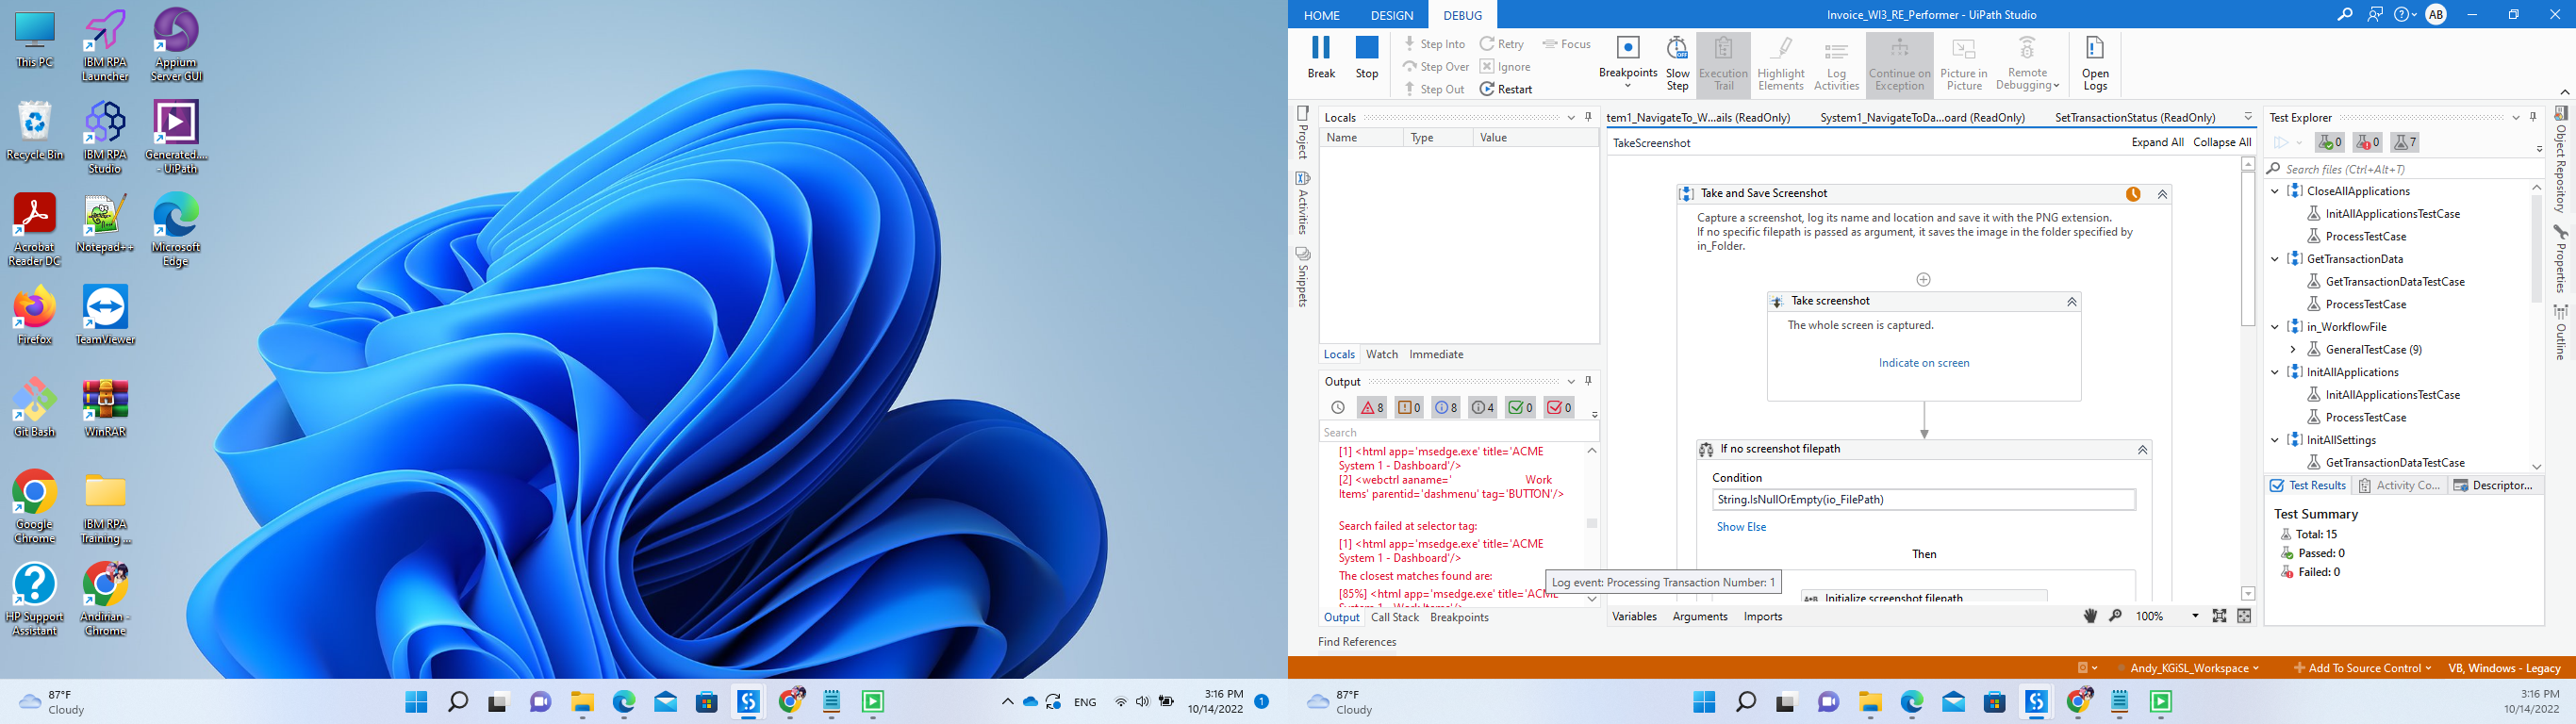 This PC
IBM RPA
Launcher
Appium
Server GUI
Recycle Bin
IBM RPA
Studio
Generated....
- UiPath
Acrobat
Reader DC
Notepad++
Microsoft
Edge
Firefox
TeamViewer
Git Bash
WinRAR
Google
Chrome
IBM RPA
Training ...
HP Support
Assistant
Andirian -
Chrome
87°F
Cloudy
ENG
3:16 PM
10/14/2022
1
HOME
DESIGN
DEBUG
Invoice_WI3_RE_Performer - UiPath Studio
AB
Break
Stop
Step Into
Step Over
Step Out
Retry
Ignore
Restart
Focus
Breakpoints
Slow
Step
Execution
Trail
Highlight
Elements
Log
Activities
Continue on
Exception
Picture in
Picture
Remote
Debugging
Open
Logs
Project
Activities
Snippets
Locals
Name
Type
Value
Locals
Watch
Immediate
Output
8
0
8
4
0
0
Search
[1] <html app='msedge.exe' title='ACME
System 1 - Dashboard'/>
[2] <webctrl aaname=' Work
Items' parentid='dashmenu' tag='BUTTON'/>
Search failed at selector tag:
[1] <html app='msedge.exe' title='ACME
System 1 - Dashboard'/>
The closest matches found are:
[85%] <html app='msedge.exe' title='ACME
System 1 - Work Items'/>
Output
Call Stack
Breakpoints
Find References
tem1_NavigateTo_W...ails (ReadOnly)
System1_NavigateToDa...oard (ReadOnly)
SetTransactionStatus (ReadOnly)
TakeScreenshot
Expand All
Collapse All
Take and Save Screenshot
Capture a screenshot, log its name and location and save it with the PNG extension.
If no specific filepath is passed as argument, it saves the image in the folder specified by
in_Folder.
Take screenshot
The whole screen is captured.
Indicate on screen
If no screenshot filepath
Condition
String.IsNullOrEmpty(io_FilePath)
Show Else
Then
Log event: Processing Transaction Number: 1
A+B Initialize screenshot filepath
Variables
Arguments
Imports
100%
Test Explorer
0
0
7
Search files (Ctrl+Alt+T)
CloseAllApplications
InitAllApplicationsTestCase
ProcessTestCase
GetTransactionData
GetTransactionDataTestCase
ProcessTestCase
in_WorkflowFile
GeneralTestCase (9)
InitAllApplications
InitAllApplicationsTestCase
ProcessTestCase
InitAllSettings
GetTransactionDataTestCase
Test Results
Activity Co...
Descriptor...
Test Summary
Total: 15
Passed: 0
Failed: 0
Object Repository
Properties
Outline
Andy_KGiSL_Workspace
Add To Source Control
VB, Windows - Legacy
87°F
Cloudy
3:16 PM
10/14/2022